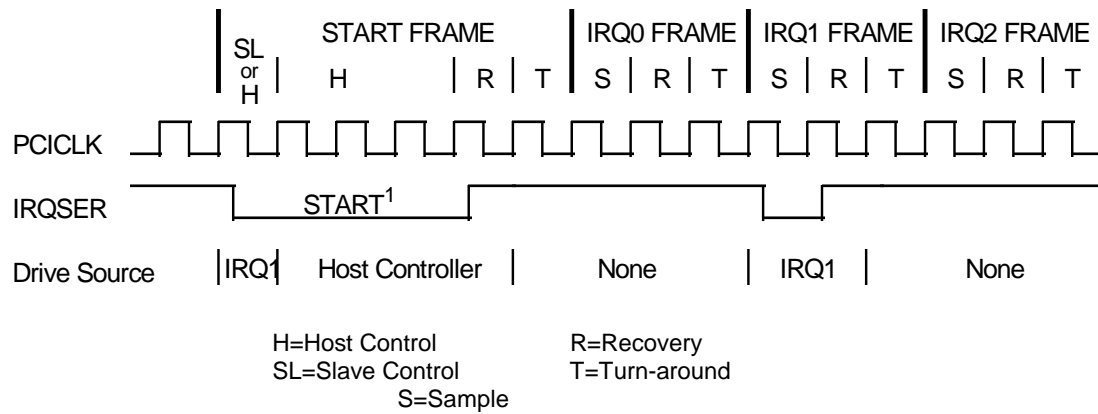 START FRAME IRQ0 FRAME IRQ1 FRAME IRQ2 FRAME
SL
or
H
H R T S R T S R T S R T
PCICLK
IRQSER START1
Drive Source IRQ1 Host Controller None IRQ1 None
H=Host Control R=Recovery
SL=Slave Control T=Turn-around
S=Sample